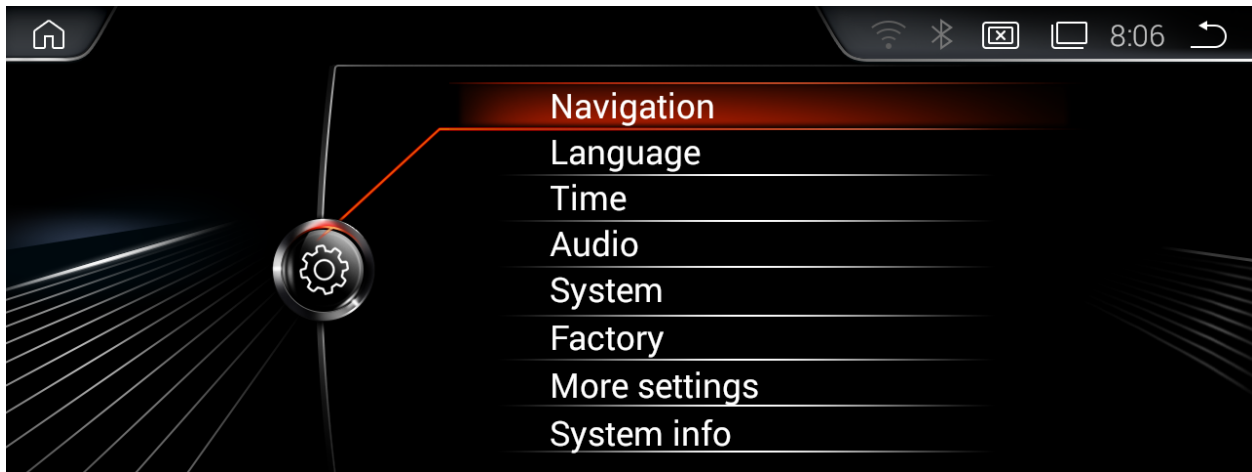 8:06
Navigation
Language
Time
Audio
System
Factory
More settings
System info